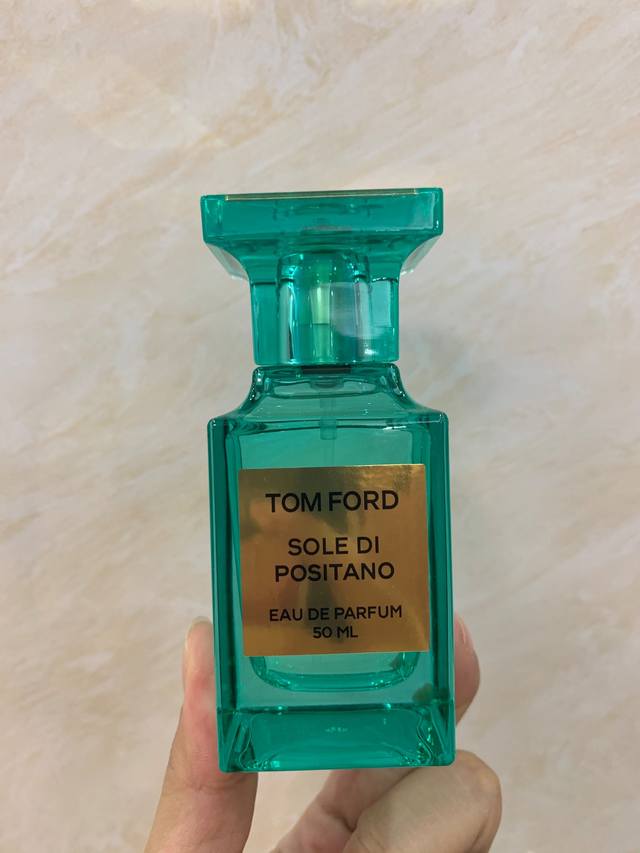 TOM FORD
SOLE DI
POSITANO
EAU DE PARFUM
50 ML